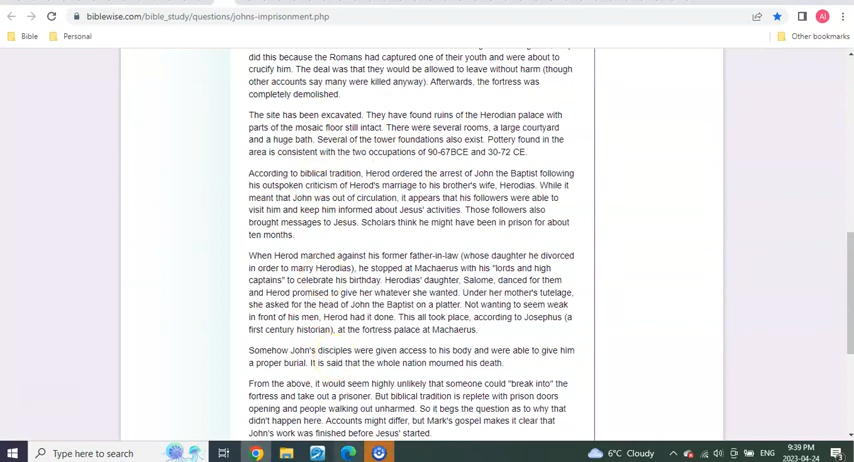 biblewise.com/bible_study/questions/johns-imprisonment.php
AI
Bible
Personal
Other bookmarks
did this because the Romans had captured one of their youth and were about to
crucify him. The deal was that they would be allowed to leave without harm (though
other accounts say many were killed anyway). Afterwards, the fortress was
completely demolished.
The site has been excavated. They have found ruins of the Herodian palace with
parts of the mosaic floor still intact. There were several rooms, a large courtyard
and a huge bath. Several of the tower foundations also exist. Pottery found in the
area is consistent with the two occupations of 90-67BCE and 30-72 CE.
According to biblical tradition, Herod ordered the arrest of John the Baptist following
his outspoken criticism of Herod's marriage to his brother's wife, Herodias. While it
meant that John was out of circulation, it appears that his followers were able to
visit him and keep him informed about Jesus' activities. Those followers also
brought messages to Jesus. Scholars think he might have been in prison for about
ten months.
When Herod marched against his former father-in-law (whose daughter he divorced
in order to marry Herodias), he stopped at Machaerus with his "lords and high
captains" to celebrate his birthday. Herodias' daughter, Salome, danced for them
and Herod promised to give her whatever she wanted. Under her mother's tutelage,
she asked for the head of John the Baptist on a platter. Not wanting to seem weak
in front of his men, Herod had it done. This all took place, according to Josephus (a
first century historian), at the fortress palace at Machaerus.
Somehow John's disciples were given access to his body and were able to give him
a proper burial. It is said that the whole nation mourned his death.
From the above, it would seem highly unlikely that someone could "break into" the
fortress and take out a prisoner. But biblical tradition is replete with prison doors
opening and people walking out unharmed. So it begs the question as to why that
didn't happen here. Accounts might differ, but Mark's gospel makes it clear that
John's work was finished before Jesus' started.
Type here to search
6°C Cloudy
ENG
9:39 PM
2023-04-24
3